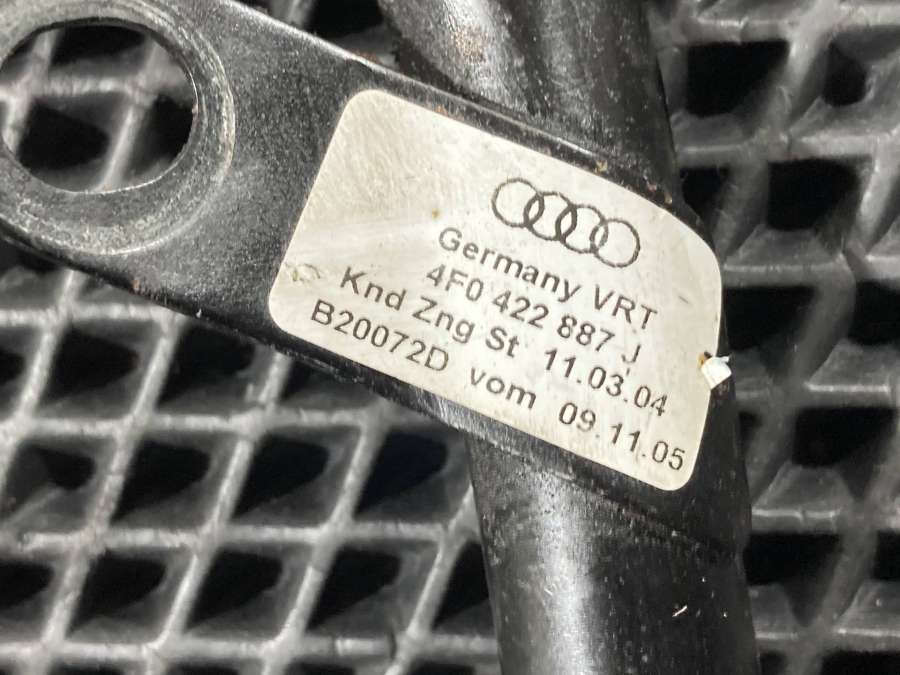 Germany VRT
4F0 422 887 J
Knd Zng St 11.03.04
B20072D vom 09.11.05